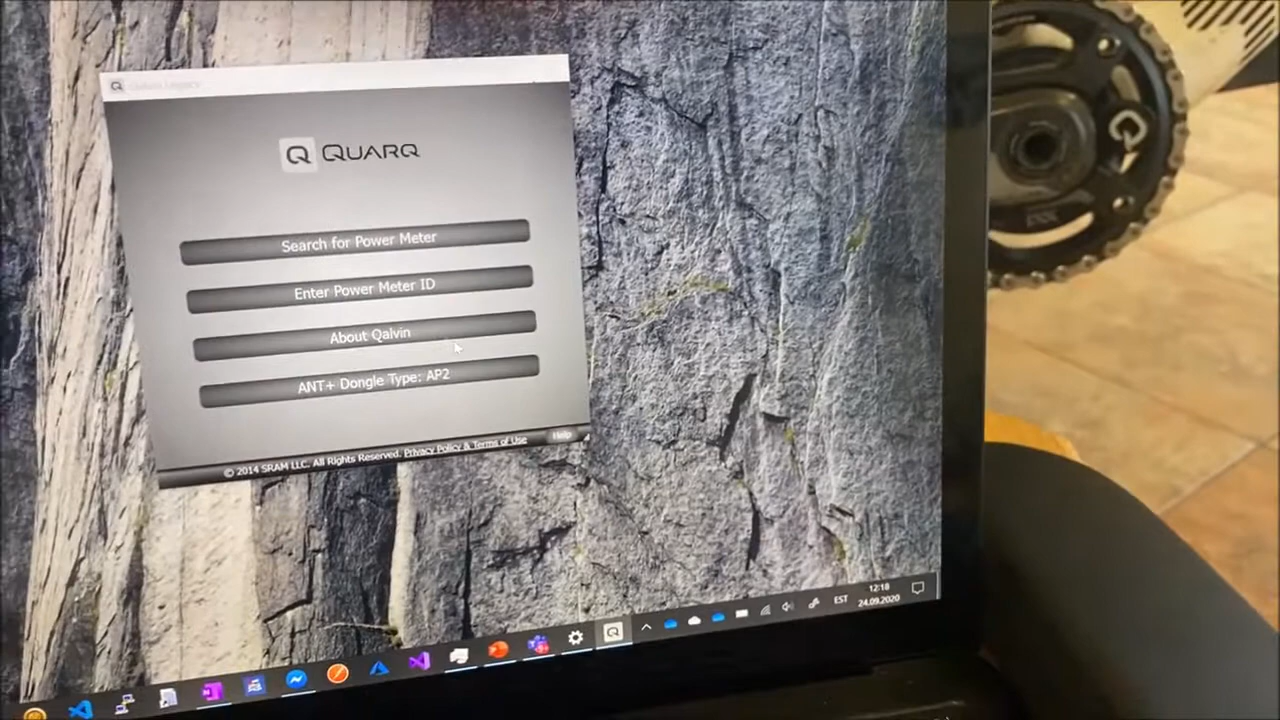 QUARQ
Search for Power Meter
Enter Power Meter ID
About Qalvin
ANT+ Dongle Type: AP2
© 2014 SRAM LLC. All Rights Reserved. Privacy Policy & Terms of Use
Help
EST
12:18
24.09.2020